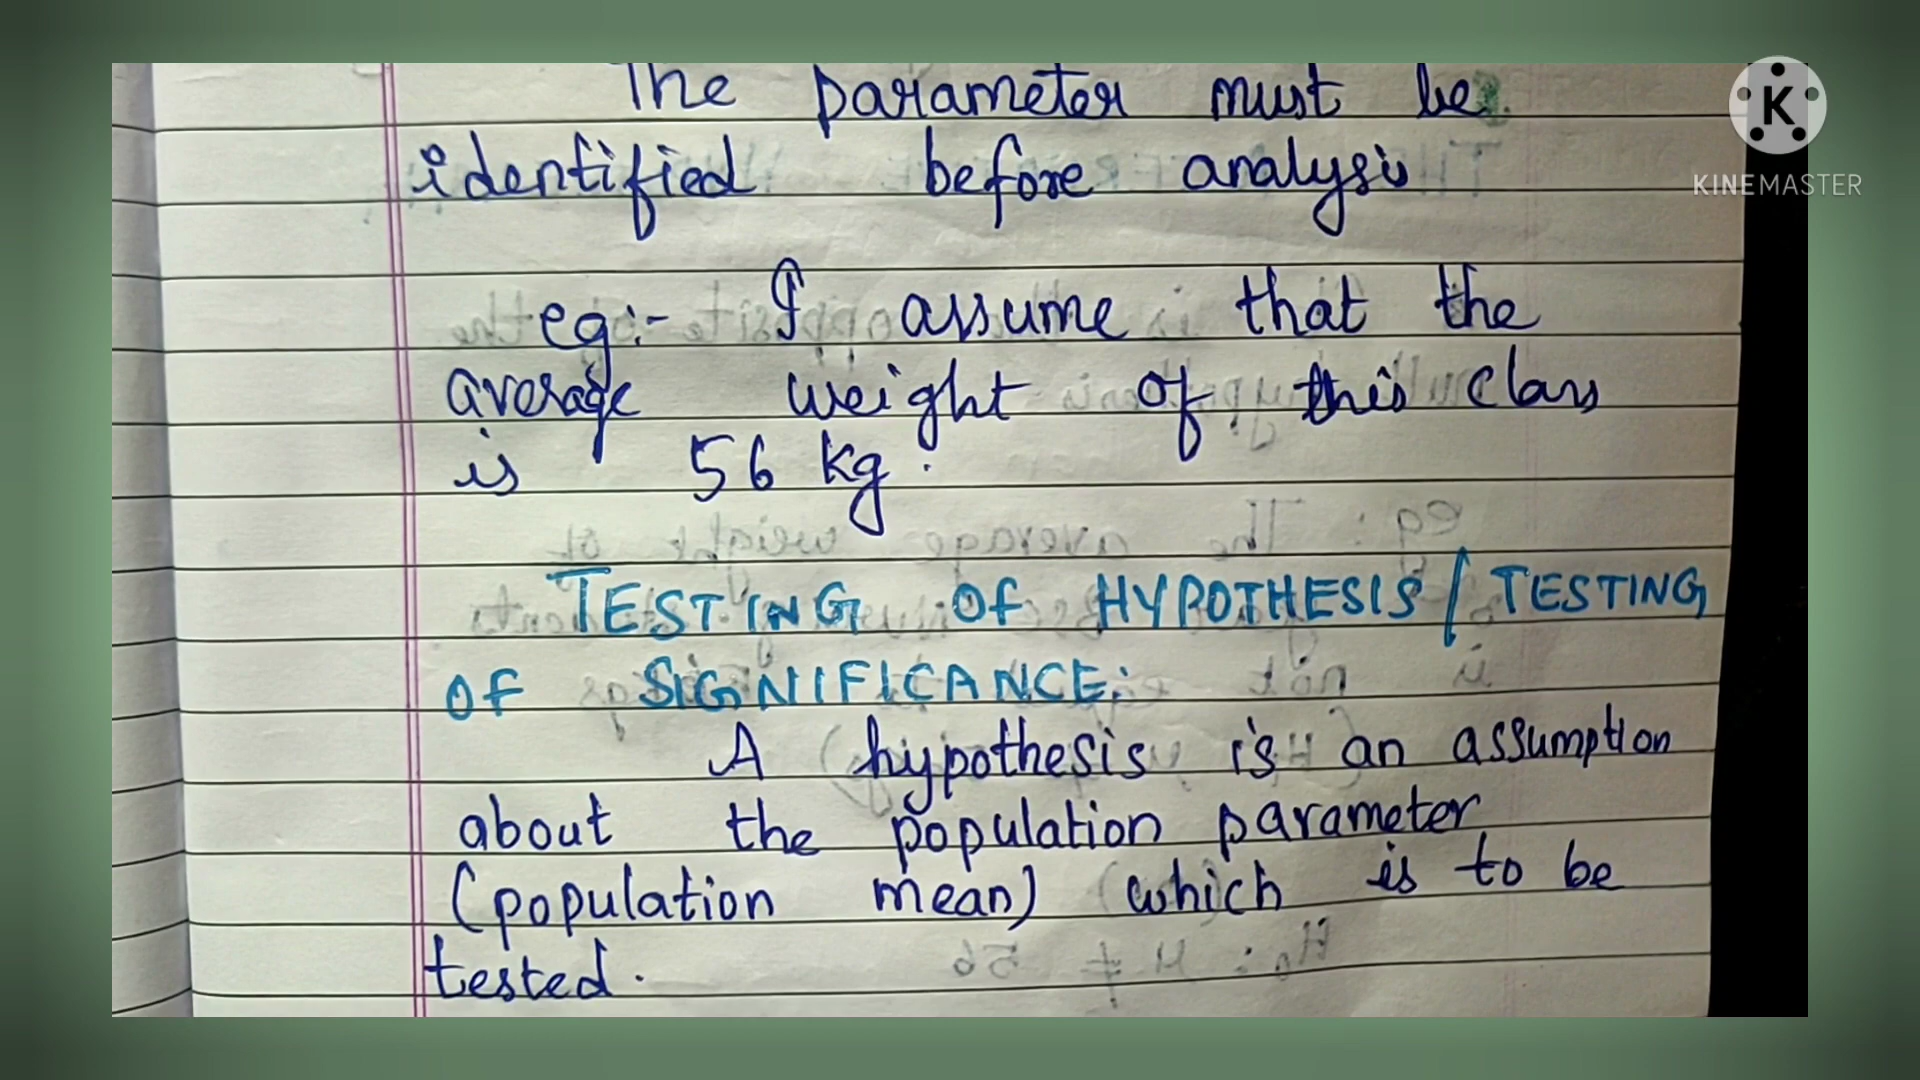 The parameter must be
identified before analysis
eg:- I assume that the
average weight of this class
is 56 kg.
TESTING OF HYPOTHESIS/TESTING
OF SIGNIFICANCE:
A hypothesis is an assumption
about the population parameter
(population mean) which is to be
tested.
KINEMASTER